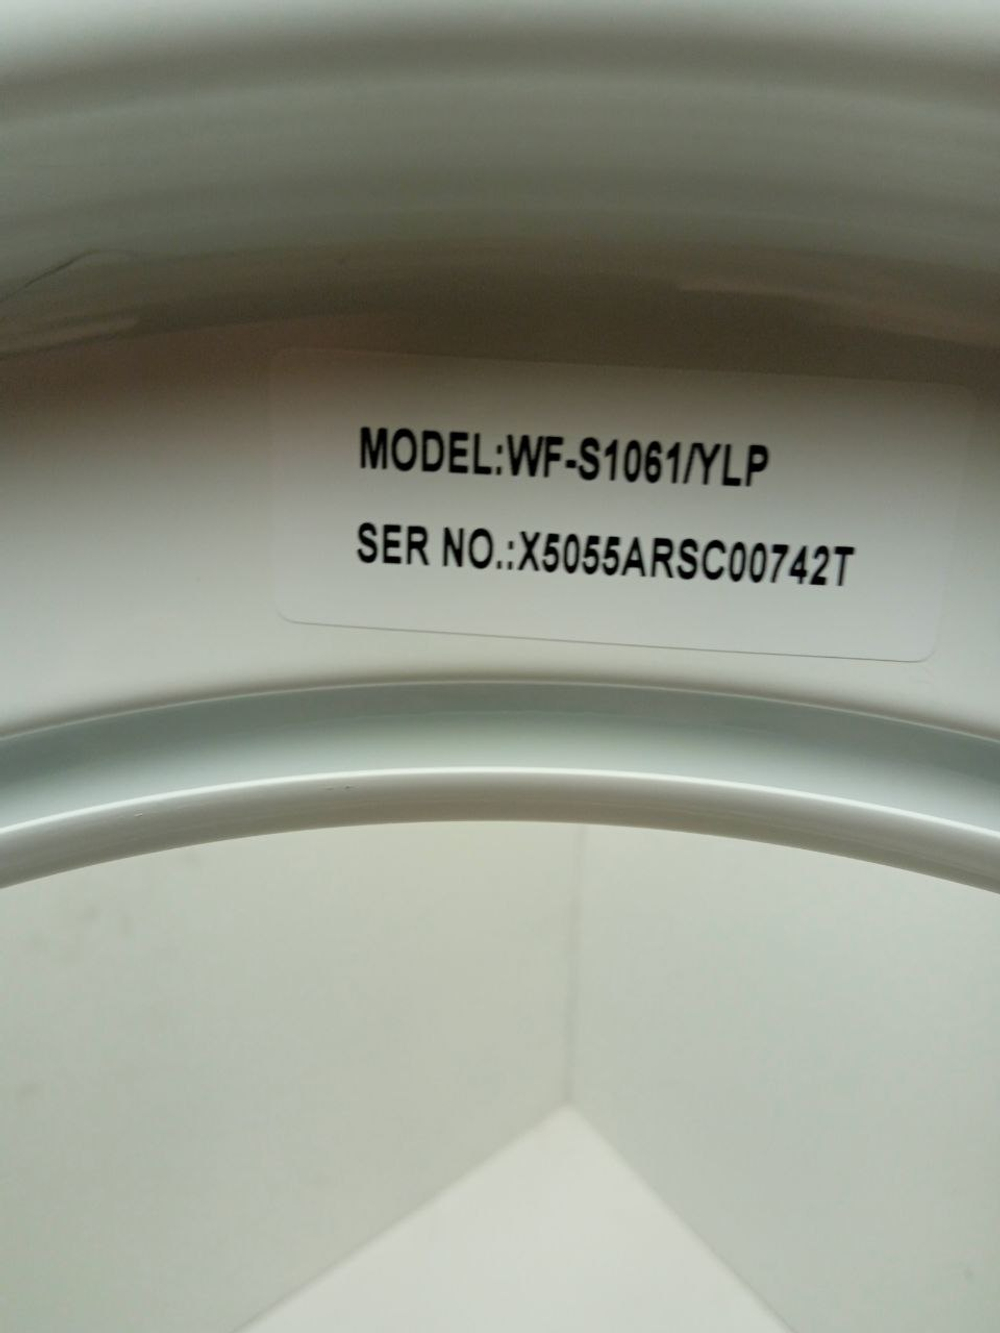 MODEL:WF-S1061/YLP
SER NO.:X5055ARSC00742T